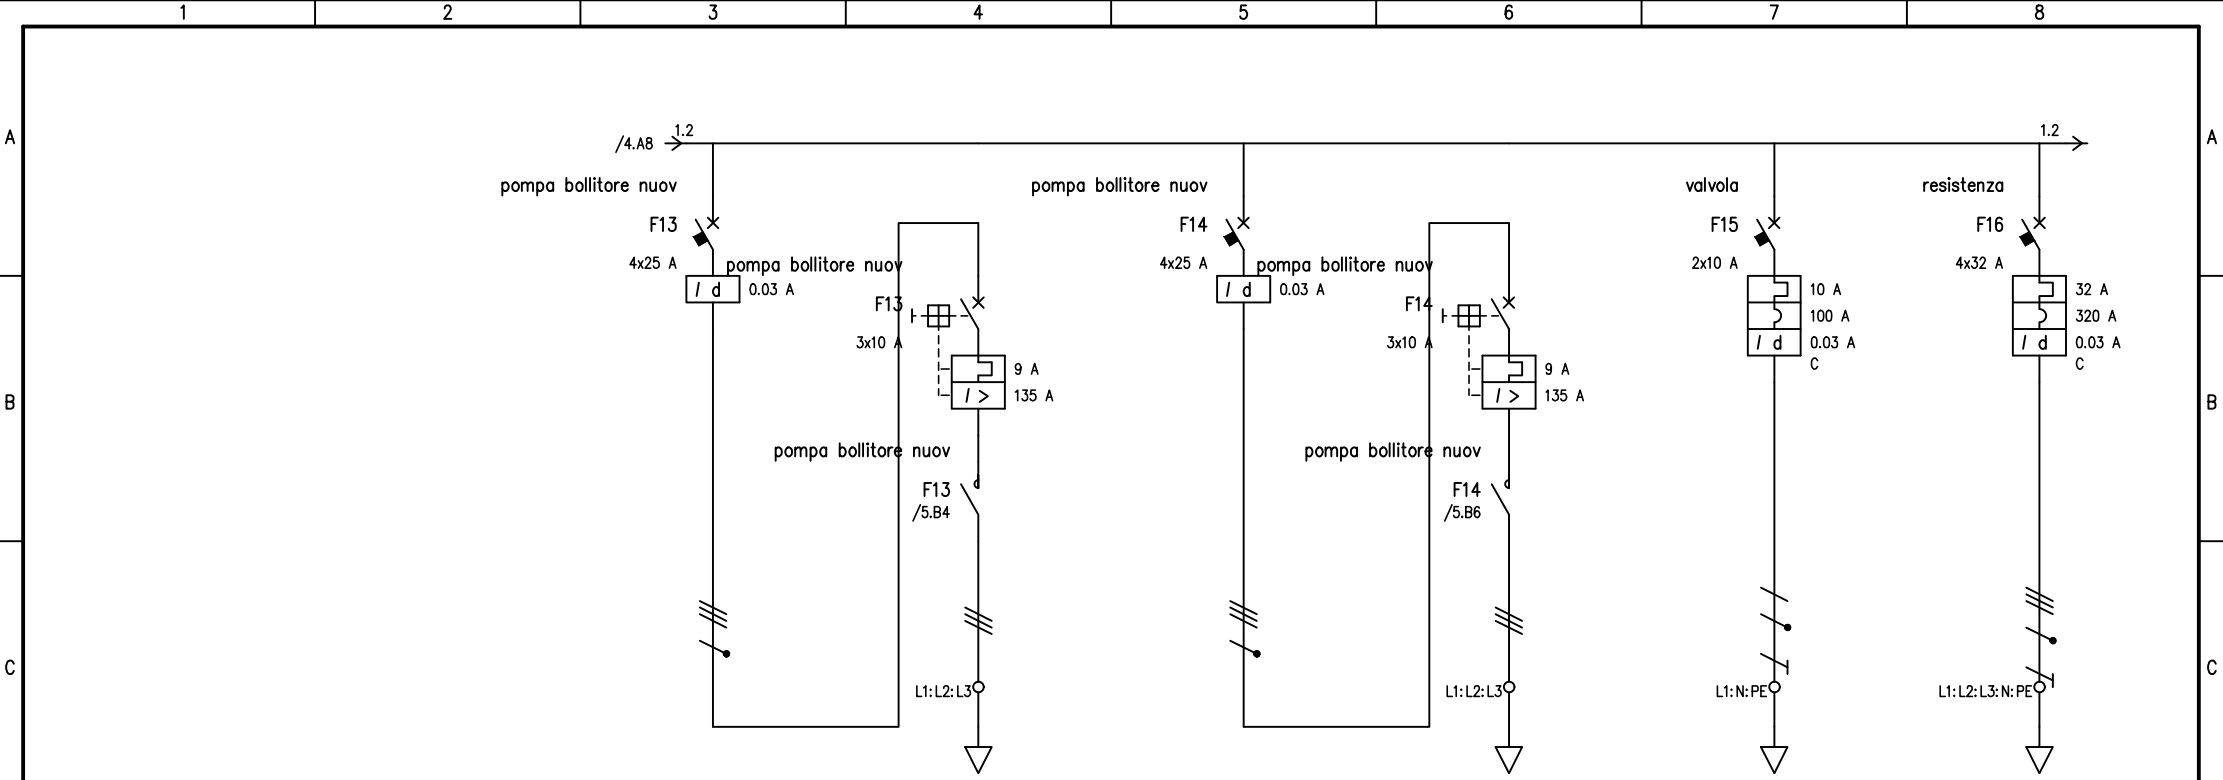 1 2 3 4 5 6 7 8
A A
/4.A8 1.2 1.2
pompa bollitore nuov pompa bollitore nuov valvola resistenza
F13 F14 F15 F16
4x25 A pompa bollitore nuov 4x25 A pompa bollitore nuov 2x10 A 4x32 A
I d 0.03 A I d 0.03 A 10 A 32 A
F13 F14 100 A 320 A
3x10 A 3x10 A I d 0.03 A I d 0.03 A
C C
9 A 9 A
I > 135 A I > 135 A
B B
pompa bollitore nuov pompa bollitore nuov
F13 F14
/5.B4 /5.B6
C C
L1:L2:L3 L1:L2:L3 L1:N:PE L1:L2:L3:N:PE